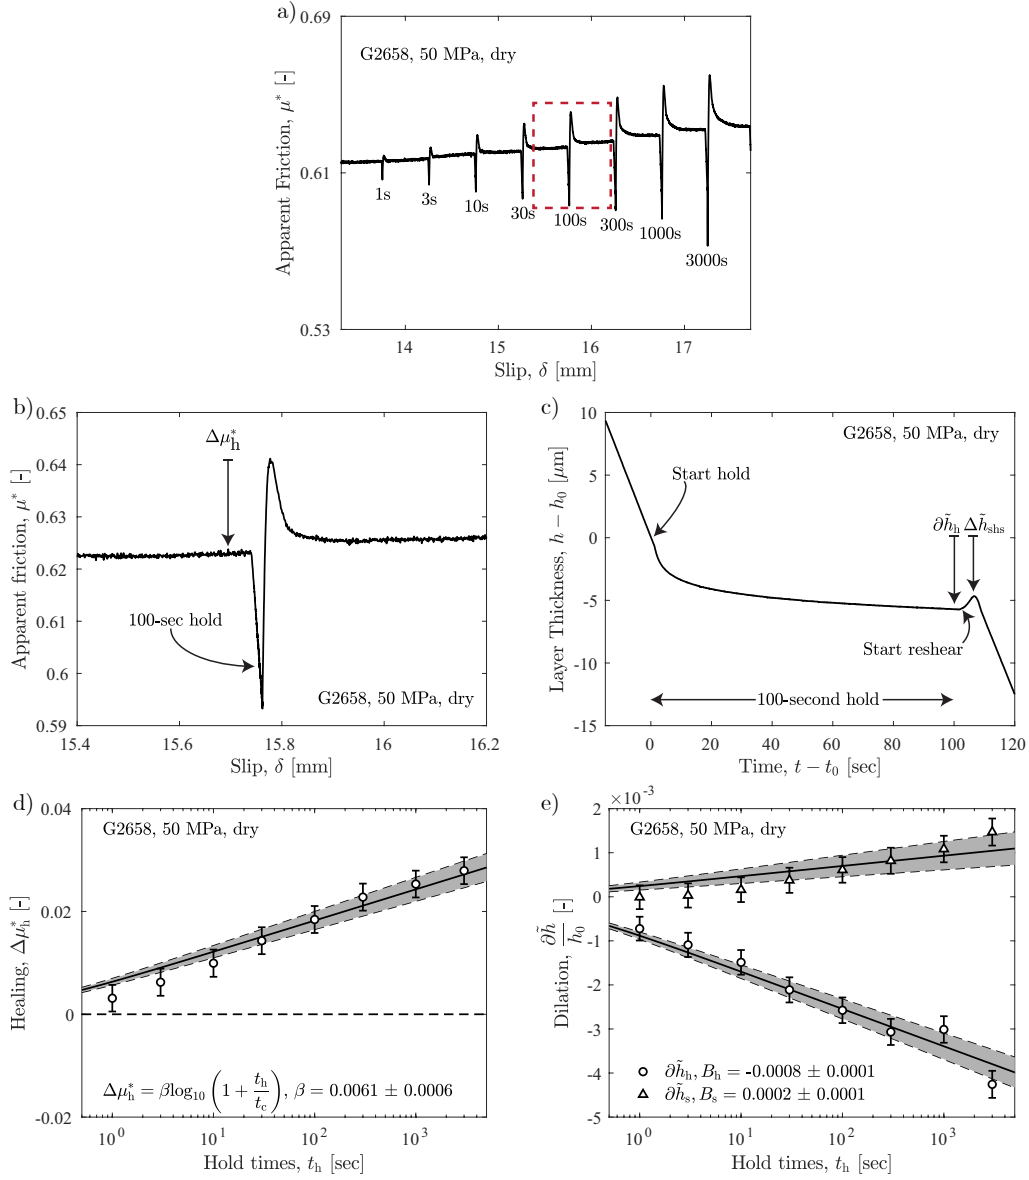 a)
0.69
0.61
0.53
Apparent Friction, μ* [-]
G2658, 50 MPa, dry
1s
3s
10s
30s
100s
300s
1000s
3000s
14
15
16
17
Slip, δ [mm]
b)
0.65
0.64
0.63
0.62
0.61
0.6
0.59
Apparent friction, μ* [-]
Δμ*h
100-sec hold
G2658, 50 MPa, dry
15.4
15.6
15.8
16
16.2
Slip, δ [mm]
c)
10
5
0
-5
-10
-15
Layer Thickness, h − h0 [μm]
G2658, 50 MPa, dry
Start hold
∂h̃h Δh̃shs
Start reshear
100-second hold
0
20
40
60
80
100
120
Time, t − t0 [sec]
d)
0.04
0.02
0
-0.02
Healing, Δμ*h [-]
G2658, 50 MPa, dry
Δμ*h = βlog10 (1 + th/tc), β = 0.0061 ± 0.0006
10^0
10^1
10^2
10^3
Hold times, th [sec]
e)
×10^-3
2
1
0
-1
-2
-3
-4
-5
Dilation, ∂h̃/h0 [-]
G2658, 50 MPa, dry
∂h̃h, Bh = -0.0008 ± 0.0001
∂h̃s, Bs = 0.0002 ± 0.0001
10^0
10^1
10^2
10^3
Hold times, th [sec]